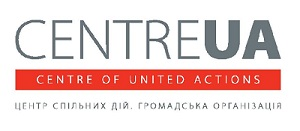 CENTREUA
CENTRE OF UNITED ACTIONS
ЦЕНТР СПІЛЬНИХ ДІЙ. ГРОМАДСЬКА ОРГАНІЗАЦІЯ